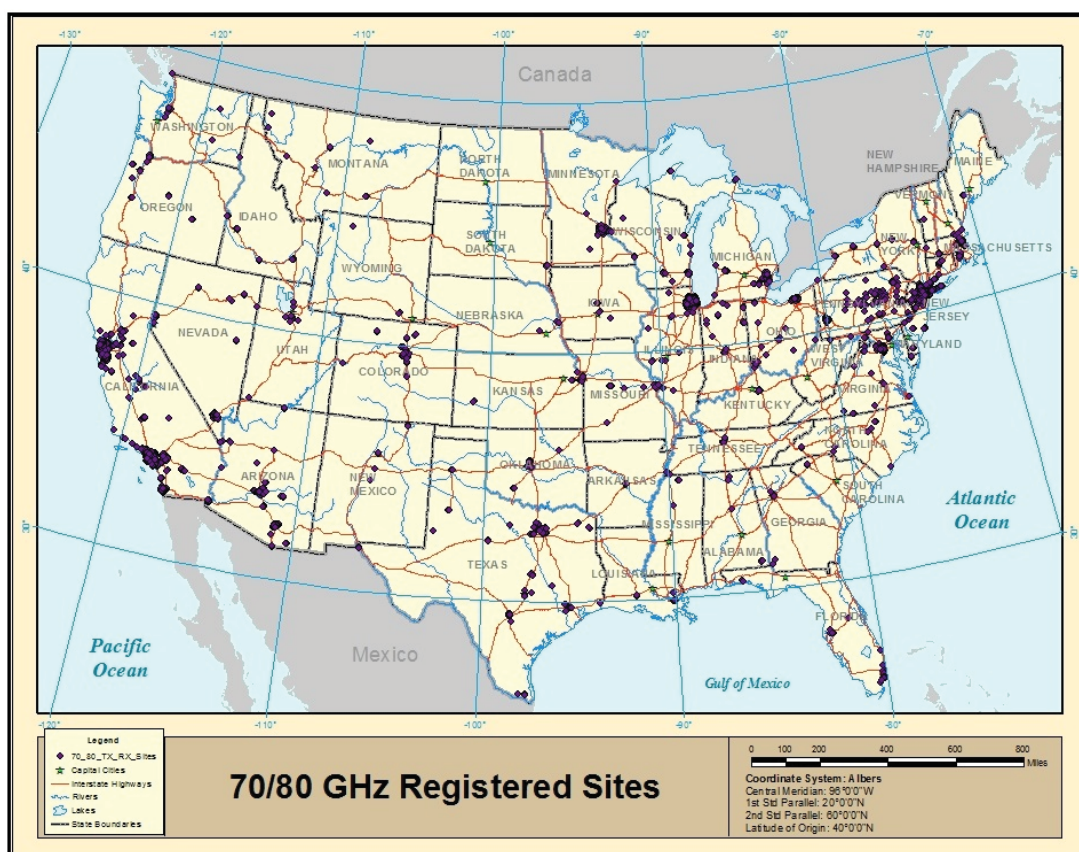 -130°
-120°
-110°
-100°
-90°
-80°
-70°
Canada
WASHINGTON
MONTANA
NORTH
DAKOTA
MINNESOTA
NEW
HAMPSHIRE
MAINE
VERMONT
OREGON
IDAHO
SOUTH
DAKOTA
WISCONSIN
MICHIGAN
NEW
YORK
MASSACHUSETTS
WYOMING
40°
40°
IOWA
NEBRASKA
NEVADA
UTAH
COLORADO
ILLINOIS
INDIANA
OHIO
NEW
JERSEY
MARYLAND
WEST
VIRGINIA
VIRGINIA
CALIFORNIA
KANSAS
MISSOURI
KENTUCKY
NORTH
CAROLINA
TENNESSEE
ARIZONA
NEW
MEXICO
OKLAHOMA
ARKANSAS
SOUTH
CAROLINA
Atlantic
Ocean
MISSISSIPPI
ALABAMA
GEORGIA
30°
30°
TEXAS
LOUISIANA
FLORIDA
Pacific
Ocean
Mexico
Gulf of Mexico
-120°
-110°
-100°
-90°
-80°
Legend
70_80_TX_RX_Sites
Capital Cities
Interstate Highways
Rivers
Lakes
State Boundaries
70/80 GHz Registered Sites
0 100 200 400 600 800
Miles
Coordinate System: Albers
Central Meridian: 96°0'0"W
1st Std Parallel: 20°0'0"N
2nd Std Parallel: 60°0'0"N
Latitude of Origin: 40°0'0"N